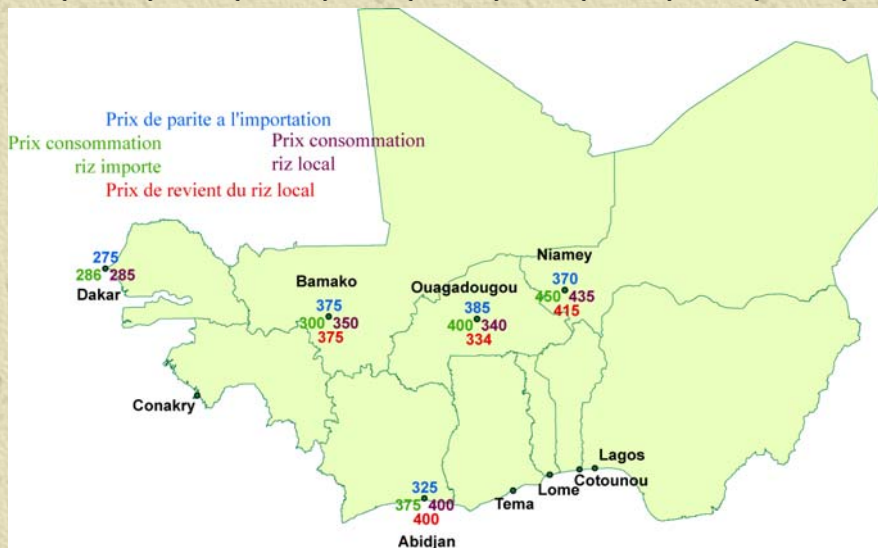 Prix de parite a l'importation
Prix consommation
riz importe
Prix consommation
riz local
Prix de revient du riz local
275
286 285
Dakar
Bamako
375
300 350
375
Ouagadougou
385
400 340
334
Niamey
370
450 435
415
Conakry
325
375 400
400
Abidjan
Tema
Lome
Cotounou
Lagos